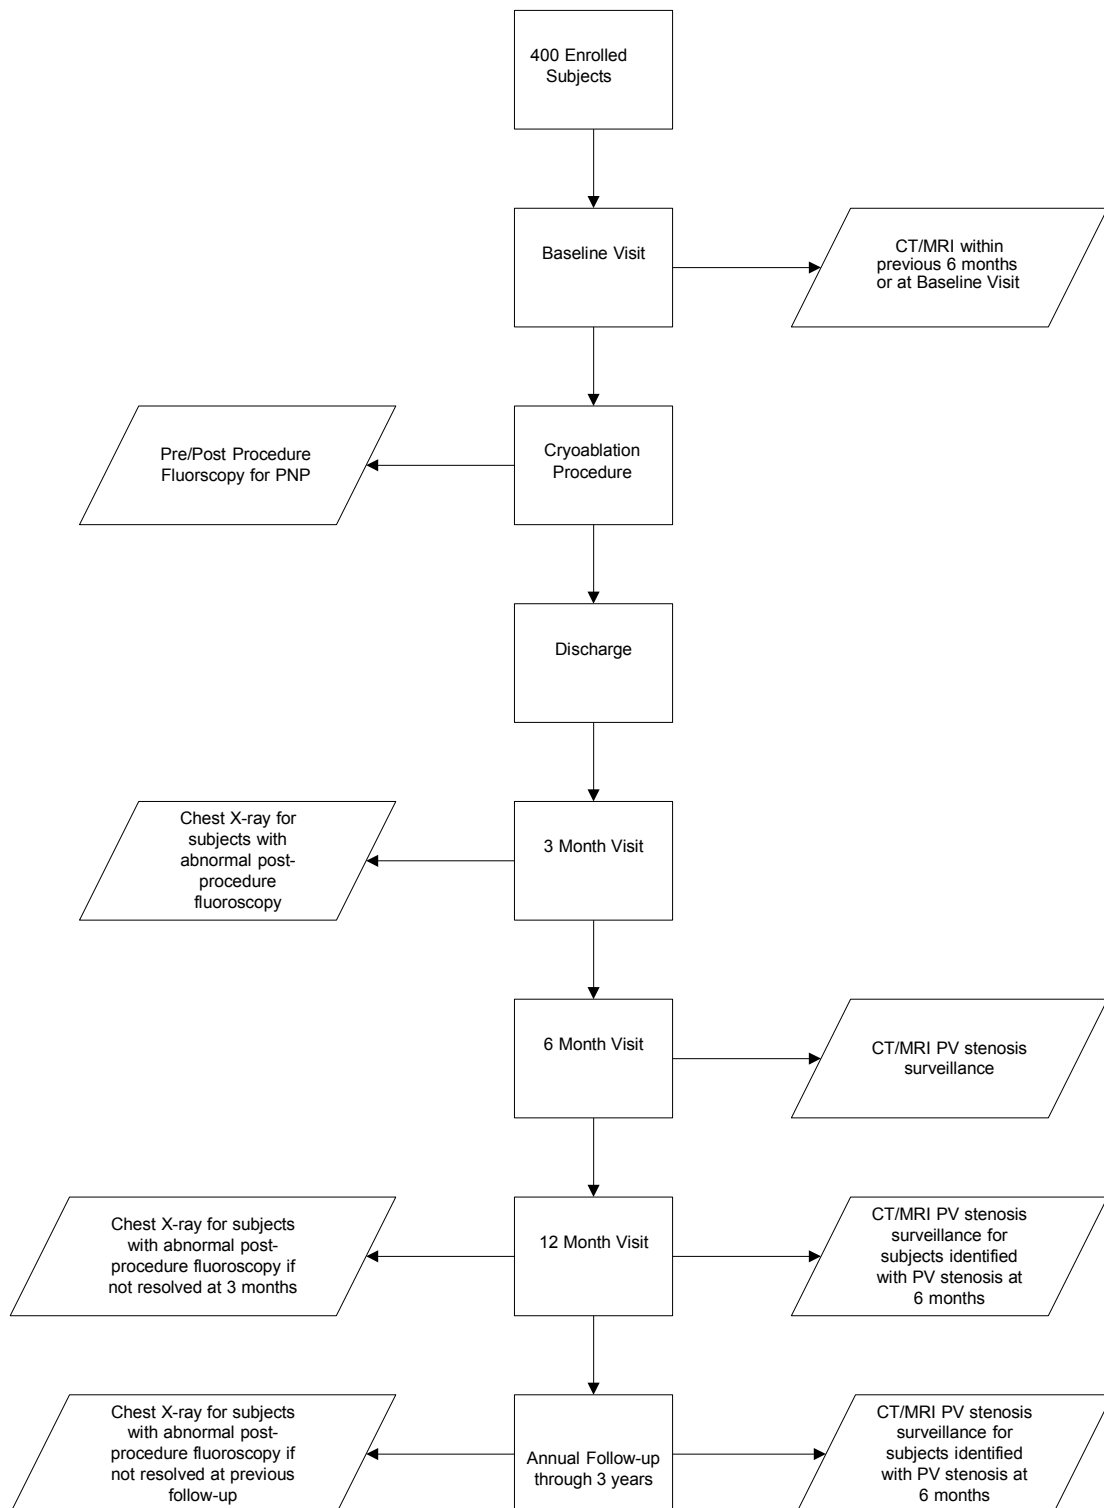 400 Enrolled
Subjects
Baseline Visit
CT/MRI within
previous 6 months
or at Baseline Visit
Pre/Post Procedure
Fluorscopy for PNP
Cryoablation
Procedure
Discharge
Chest X-ray for
subjects with
abnormal post-
procedure
fluoroscopy
3 Month Visit
6 Month Visit
CT/MRI PV stenosis
surveillance
Chest X-ray for subjects
with abnormal post-
procedure fluoroscopy if
not resolved at 3 months
12 Month Visit
CT/MRI PV stenosis
surveillance for
subjects identified
with PV stenosis at
6 months
Chest X-ray for subjects
with abnormal post-
procedure fluoroscopy if
not resolved at previous
follow-up
Annual Follow-up
through 3 years
CT/MRI PV stenosis
surveillance for
subjects identified
with PV stenosis at
6 months